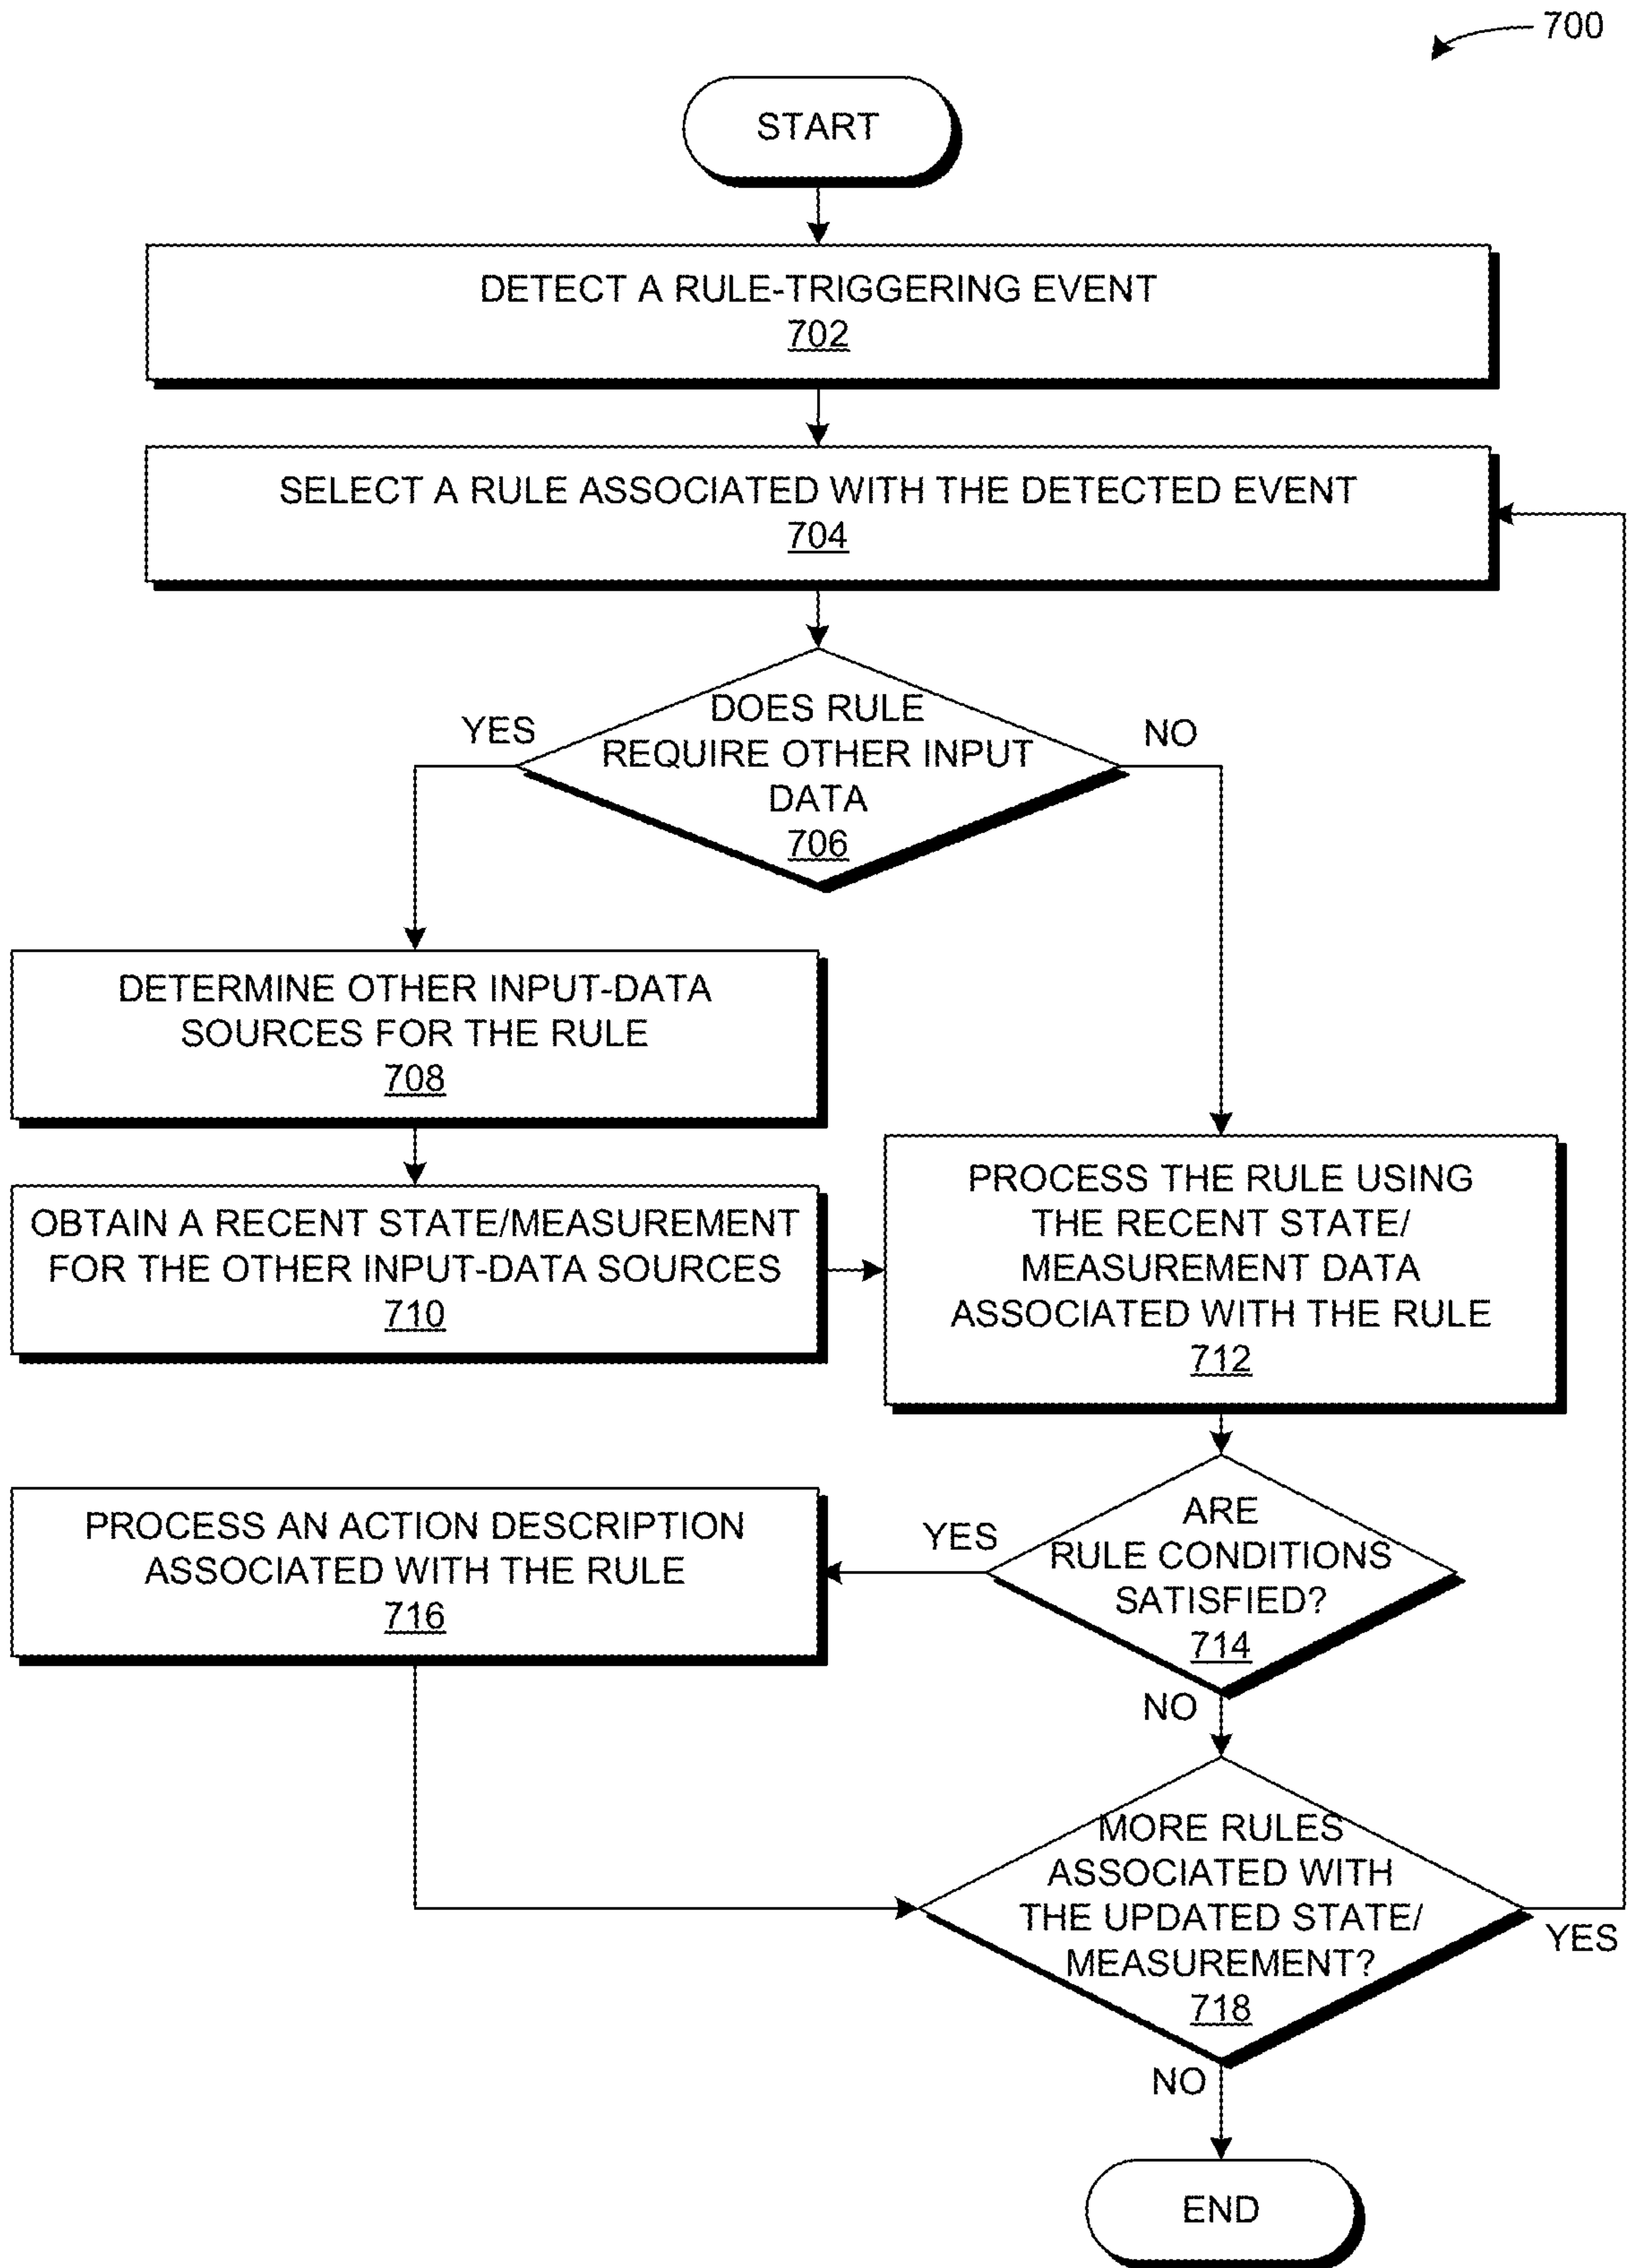 700
START
DETECT A RULE-TRIGGERING EVENT
702
SELECT A RULE ASSOCIATED WITH THE DETECTED EVENT
704
DOES RULE
REQUIRE OTHER INPUT
DATA
706
YES
NO
DETERMINE OTHER INPUT-DATA
SOURCES FOR THE RULE
708
OBTAIN A RECENT STATE/MEASUREMENT
FOR THE OTHER INPUT-DATA SOURCES
710
PROCESS THE RULE USING
THE RECENT STATE/
MEASUREMENT DATA
ASSOCIATED WITH THE RULE
712
ARE
RULE CONDITIONS
SATISFIED?
714
YES
NO
PROCESS AN ACTION DESCRIPTION
ASSOCIATED WITH THE RULE
716
MORE RULES
ASSOCIATED WITH
THE UPDATED STATE/
MEASUREMENT?
718
YES
NO
END